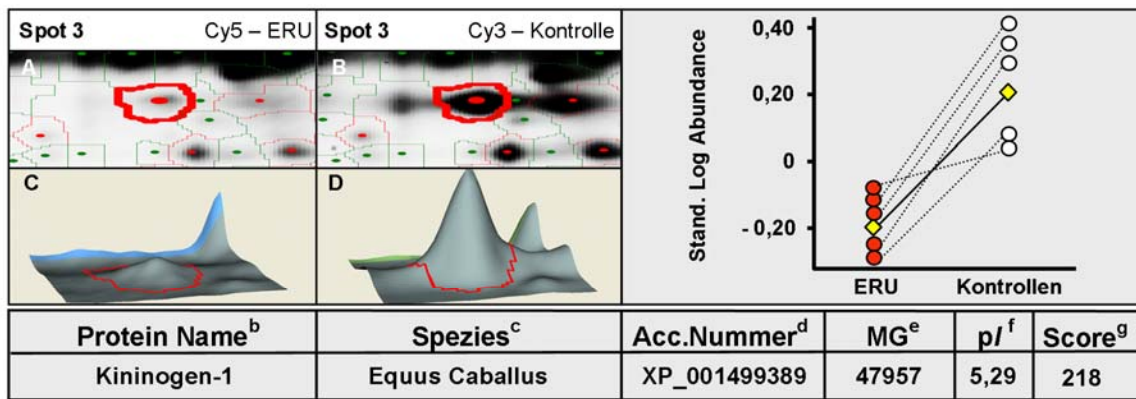 Spot 3 Cy5 – ERU
Spot 3 Cy3 – Kontrolle
A
B
C
D
Stand. Log Abundance
0,40
0,20
0
- 0,20
ERU Kontrollen
Protein Name^b Spezies^c Acc.Nummer^d MG^e pI^f Score^g
Kininogen-1 Equus Caballus XP_001499389 47957 5,29 218